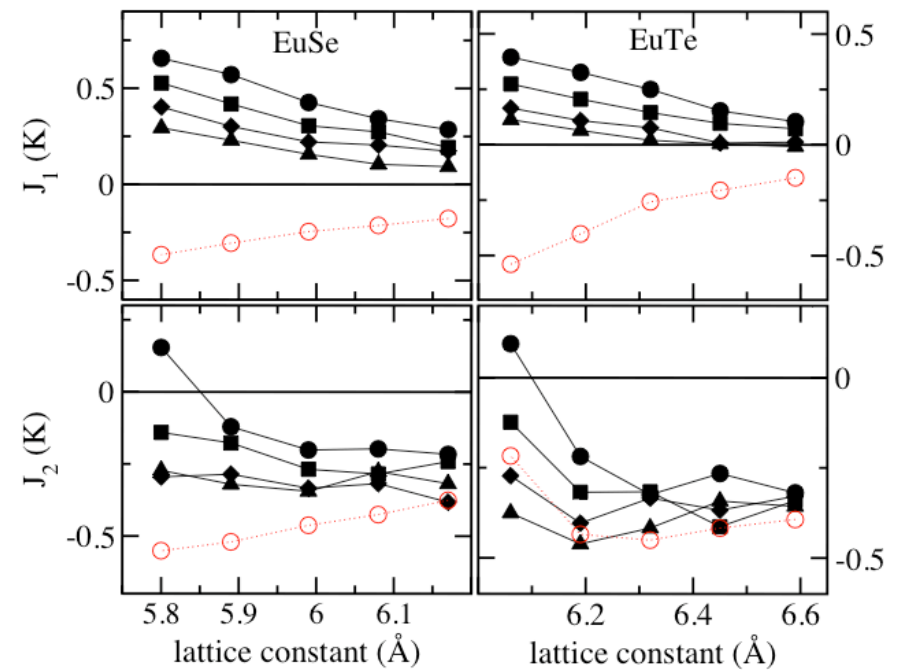 EuSe
EuTe
J1 (K)
0.5
0
-0.5
0.5
0
-0.5
J2 (K)
0
-0.5
0
-0.5
5.8 5.9 6 6.1
6.2 6.4 6.6
lattice constant (Å)
lattice constant (Å)